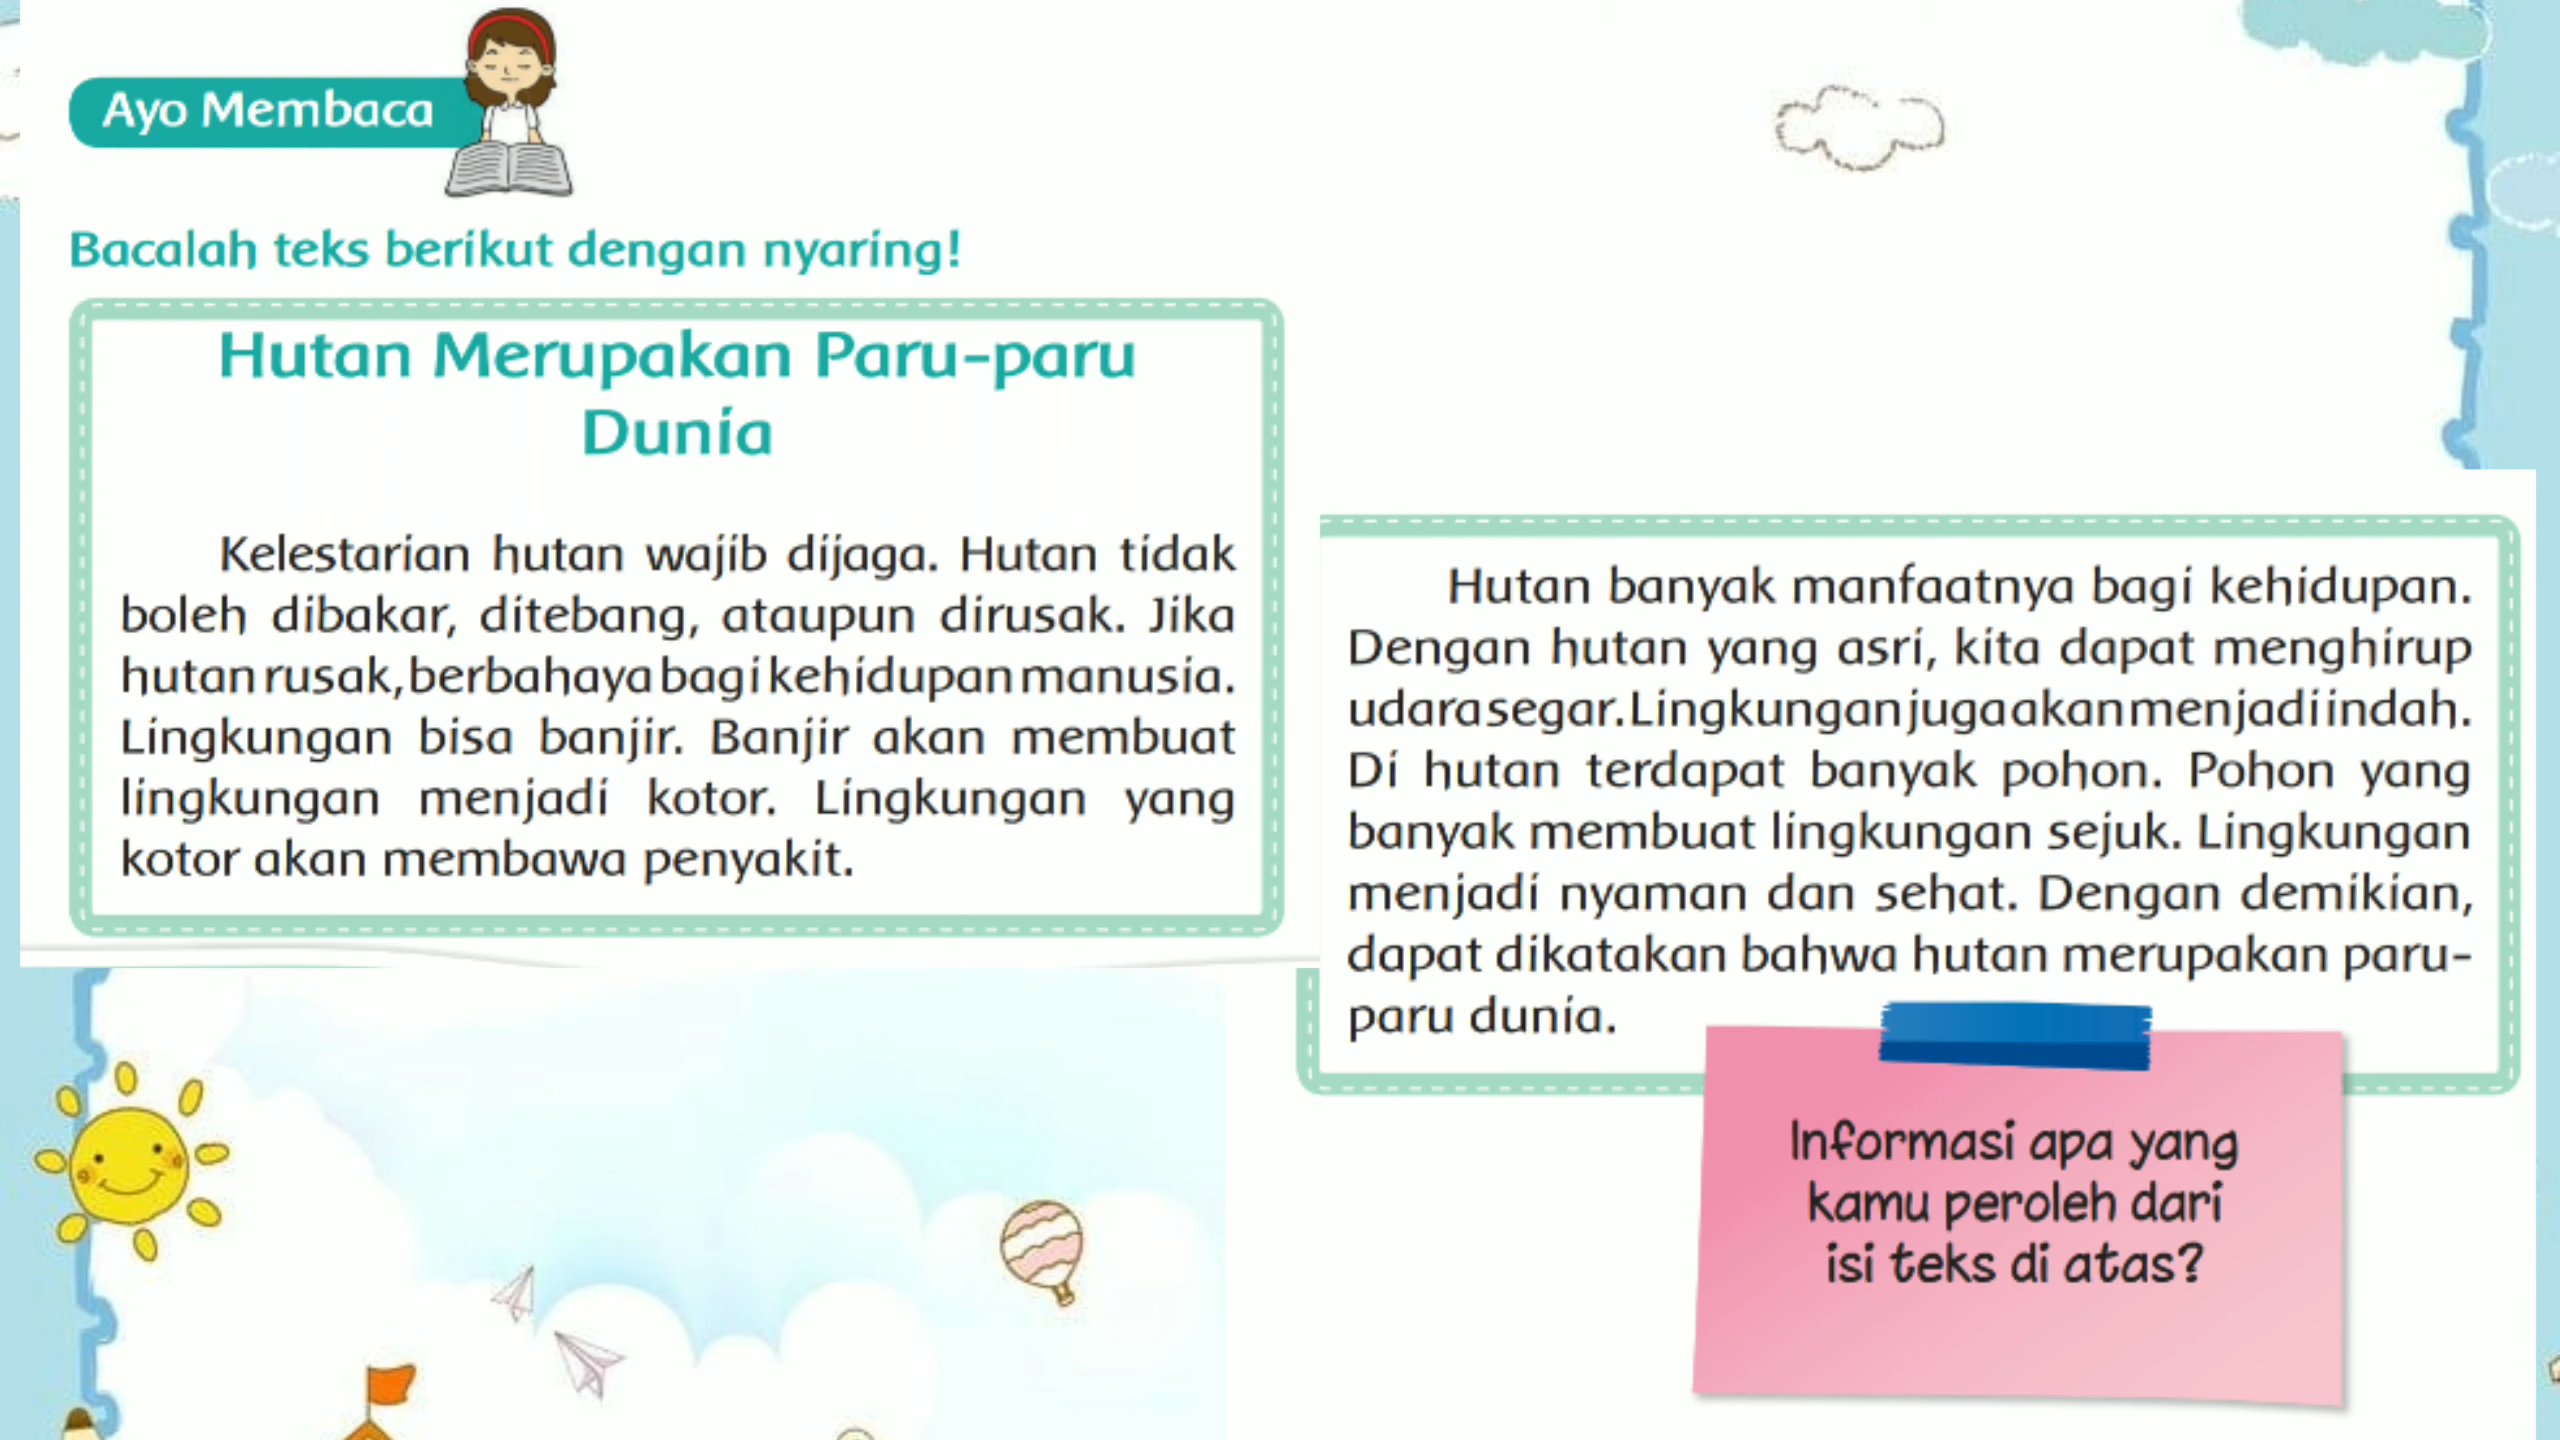 Ayo Membaca
Bacalah teks berikut dengan nyaring!
Hutan Merupakan Paru-paru
Dunia
Kelestarian hutan wajib dijaga. Hutan tidak
boleh dibakar, ditebang, ataupun dirusak. Jika
hutan rusak, berbahaya bagi kehidupan manusia.
Lingkungan bisa banjir. Banjir akan membuat
lingkungan menjadi kotor. Lingkungan yang
kotor akan membawa penyakit.
Hutan banyak manfaatnya bagi kehidupan.
Dengan hutan yang asri, kita dapat menghirup
udara segar. Lingkungan juga akan menjadi indah.
Di hutan terdapat banyak pohon. Pohon yang
banyak membuat lingkungan sejuk. Lingkungan
menjadi nyaman dan sehat. Dengan demikian,
dapat dikatakan bahwa hutan merupakan paru-
paru dunia.
Informasi apa yang
kamu peroleh dari
isi teks di atas?